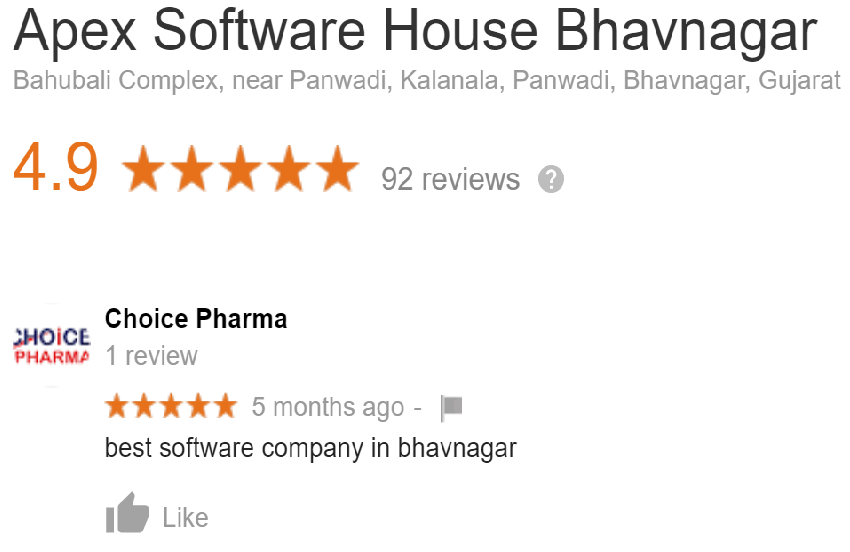 Apex Software House Bhavnagar
Bahubali Complex, near Panwadi, Kalanala, Panwadi, Bhavnagar, Gujarat
4.9 92 reviews ?
Choice Pharma
CHOiCE
PHARMA
1 review
5 months ago -
best software company in bhavnagar
Like